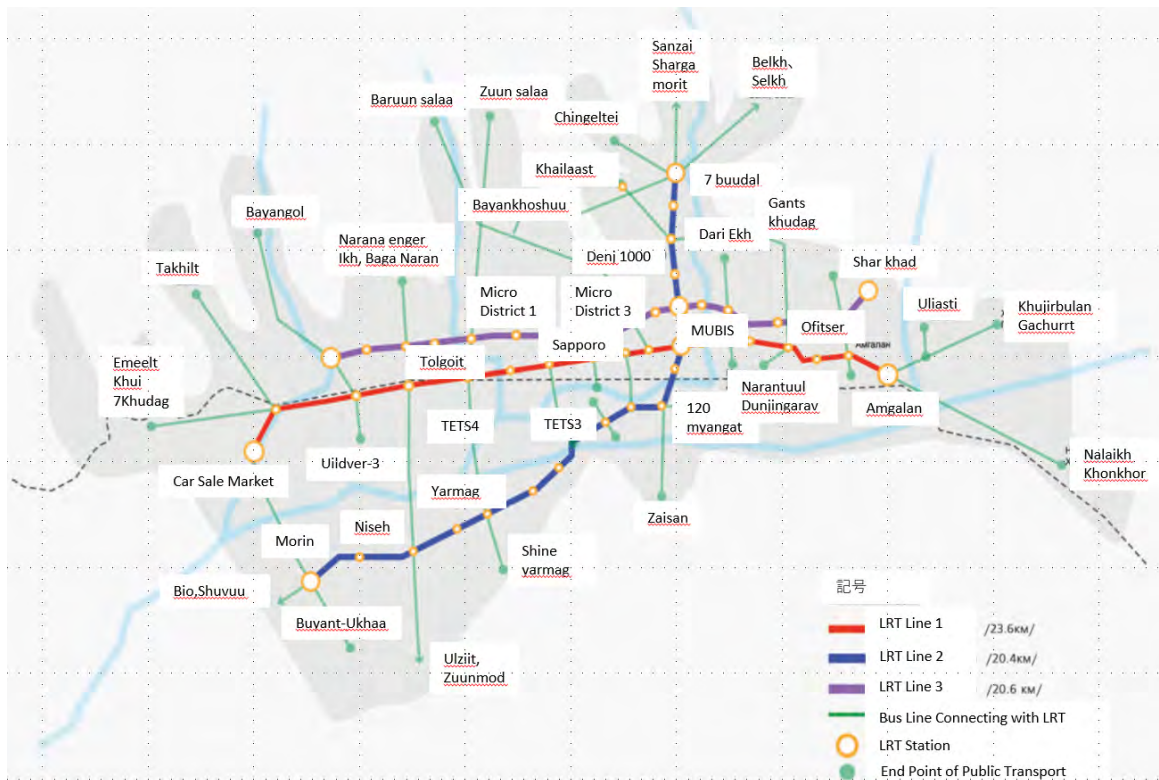 Sanzai
Sharga
morit
Belkh、
Selkh
Baruun salaa
Zuun salaa
Chingeltei
Khailaast
7 buudal
Bayangol
Bayankhoshuu
Gants
khudag
Narana enger
Ikh, Baga Naran
Dari Ekh
Denj 1000
Takhilt
Shar khad
Micro
District 1
Micro
District 3
Uliasti
Khujirbulan
Gachurrt
MUBIS
Ofitser
Амгалан
Sapporo
Tolgoit
Emeelt
Khui
7Khudag
Narantuul
Dunjingarav
Amgalan
120
myangat
TETS4
TETS3
Uildver-3
Nalaikh
Khonkhor
Car Sale Market
Yarmag
Zaisan
Niseh
Morin
Shine
yarmag
Bio,Shuvuu
Buyant-Ukhaa
Ulziit,
Zuunmod
記号
LRT Line 1 /23.6км/
LRT Line 2 /20.4км/
LRT Line 3 /20.6 км/
Bus Line Connecting with LRT
LRT Station
End Point of Public Transport